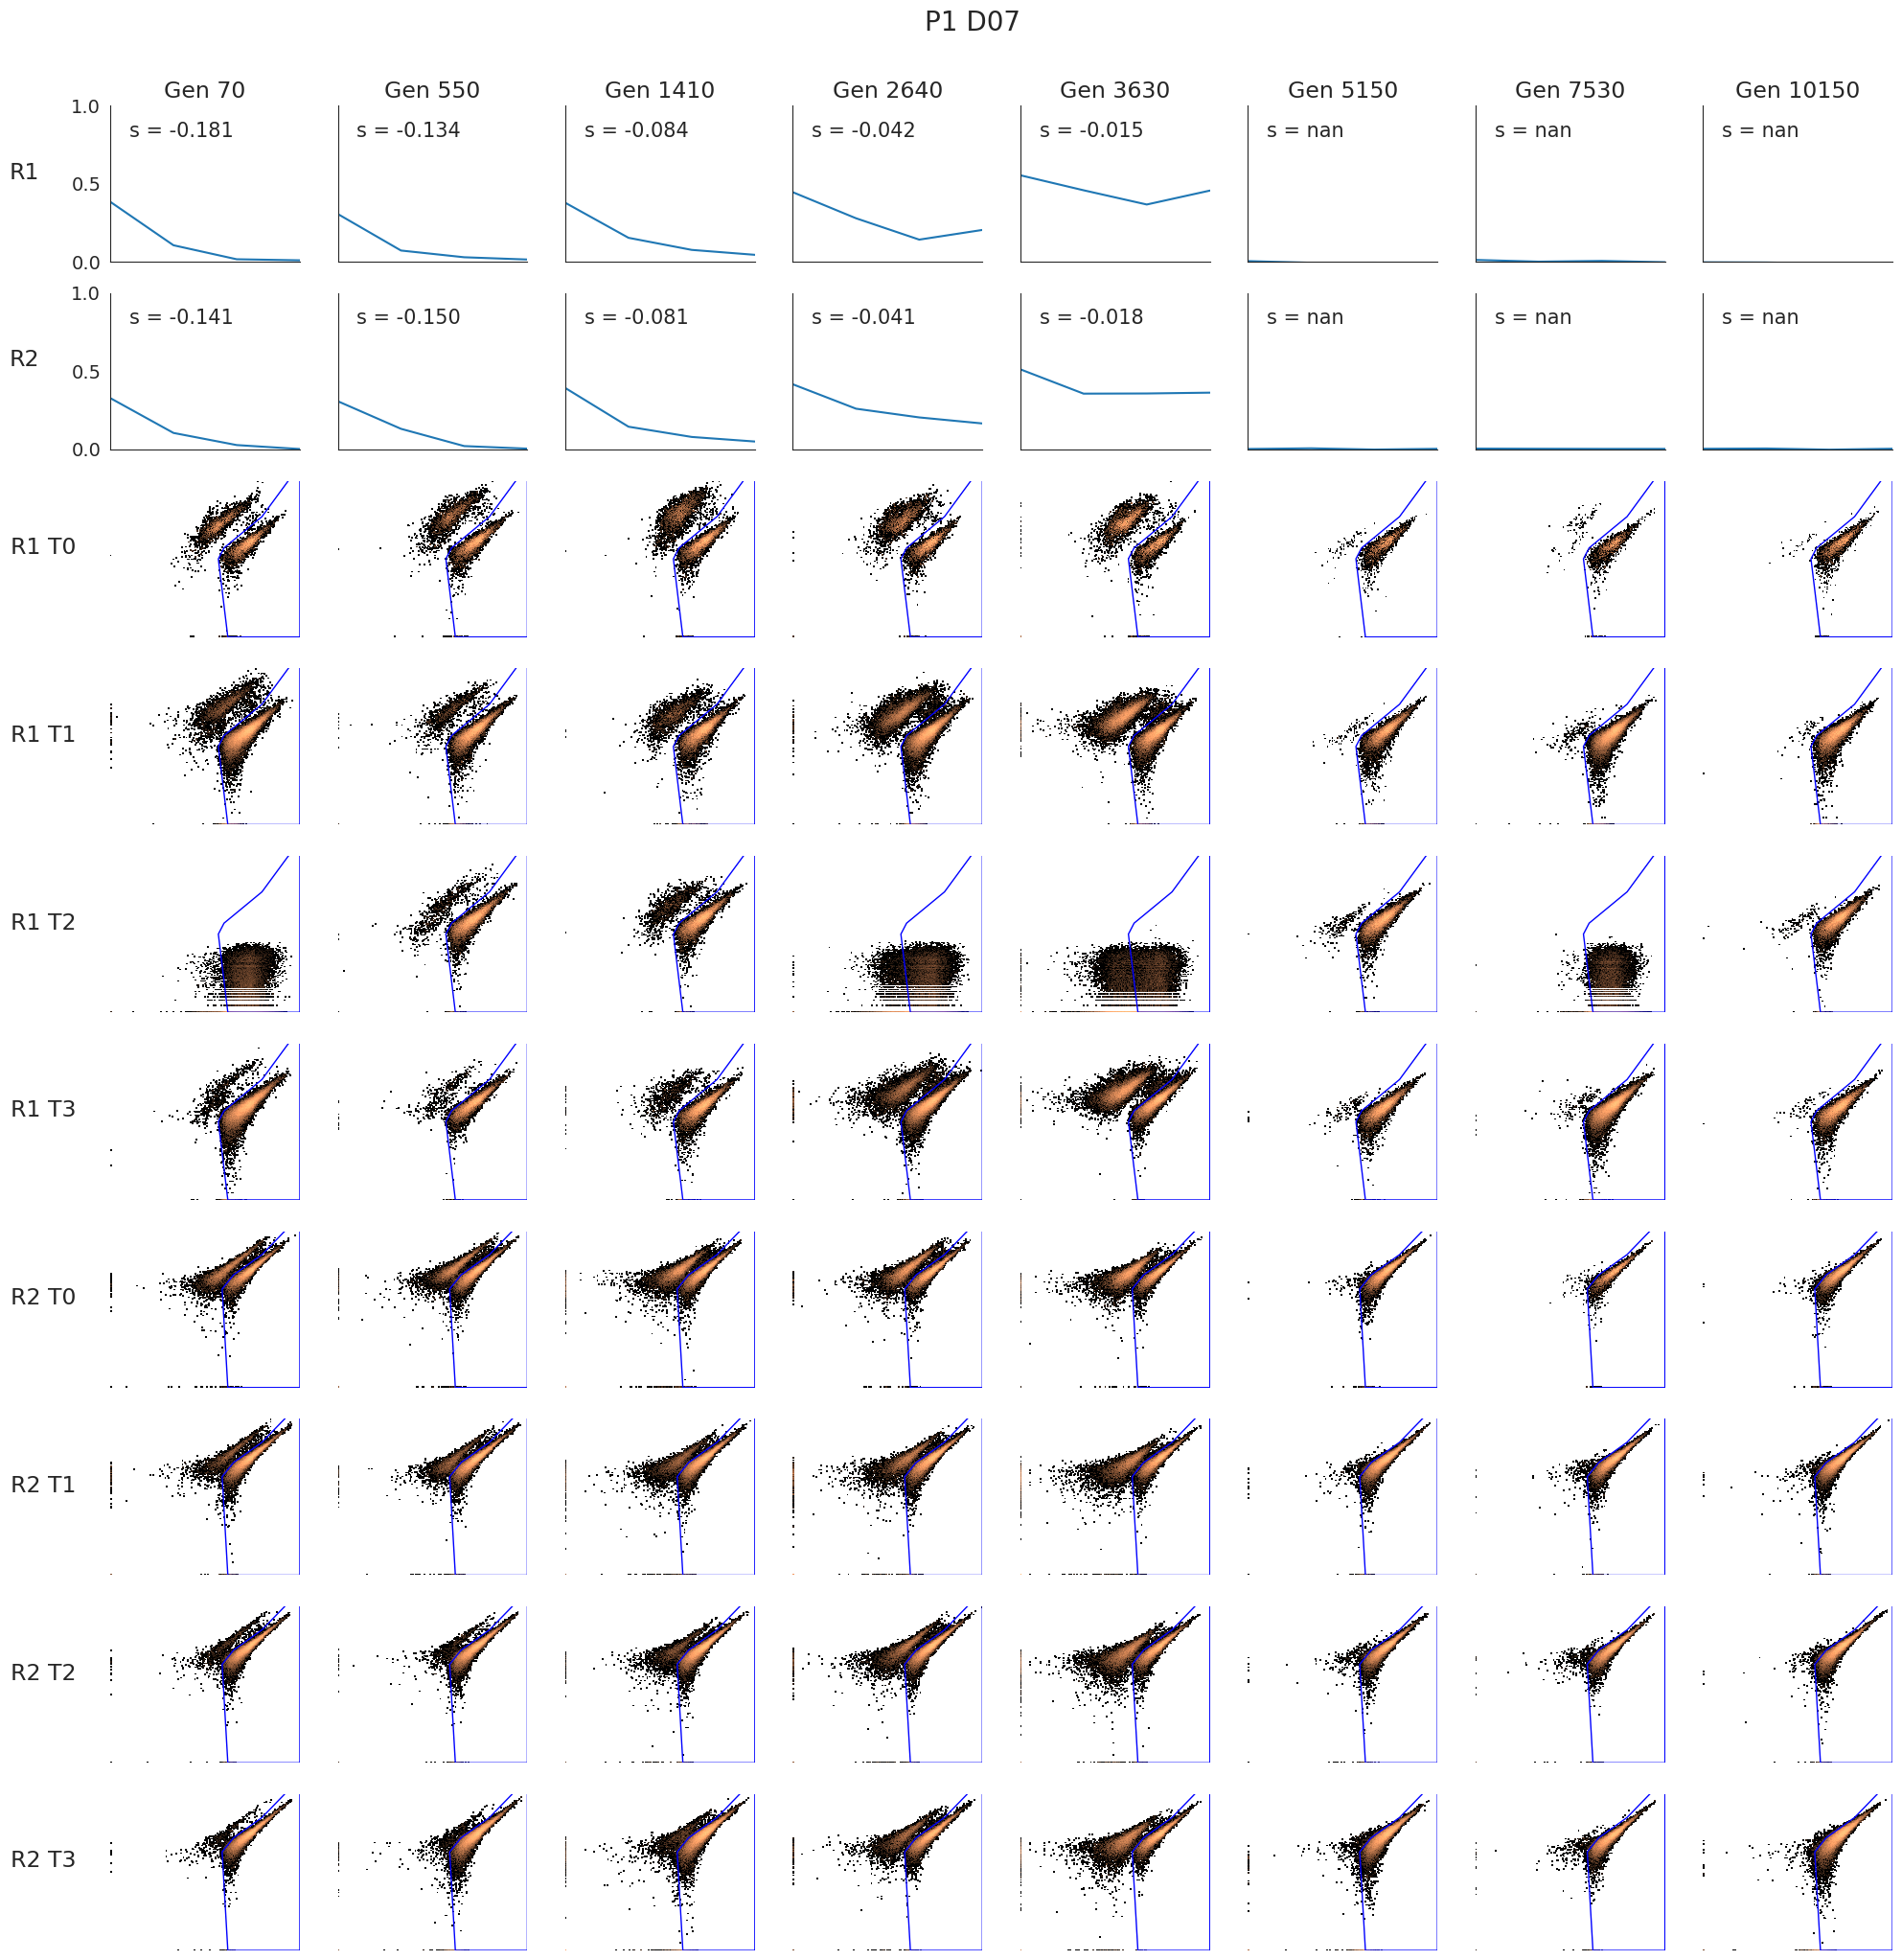 P1 D07
Gen 70 Gen 550 Gen 1410 Gen 2640 Gen 3630 Gen 5150 Gen 7530 Gen 10150
1.0
s = -0.181 s = -0.134 s = -0.084 s = -0.042 s = -0.015 s = nan s = nan s = nan
R1
0.5
0.0
1.0
s = -0.141 s = -0.150 s = -0.081 s = -0.041 s = -0.018 s = nan s = nan s = nan
R2
0.5
0.0
R1 T0
R1 T1
R1 T2
R1 T3
R2 T0
R2 T1
R2 T2
R2 T3